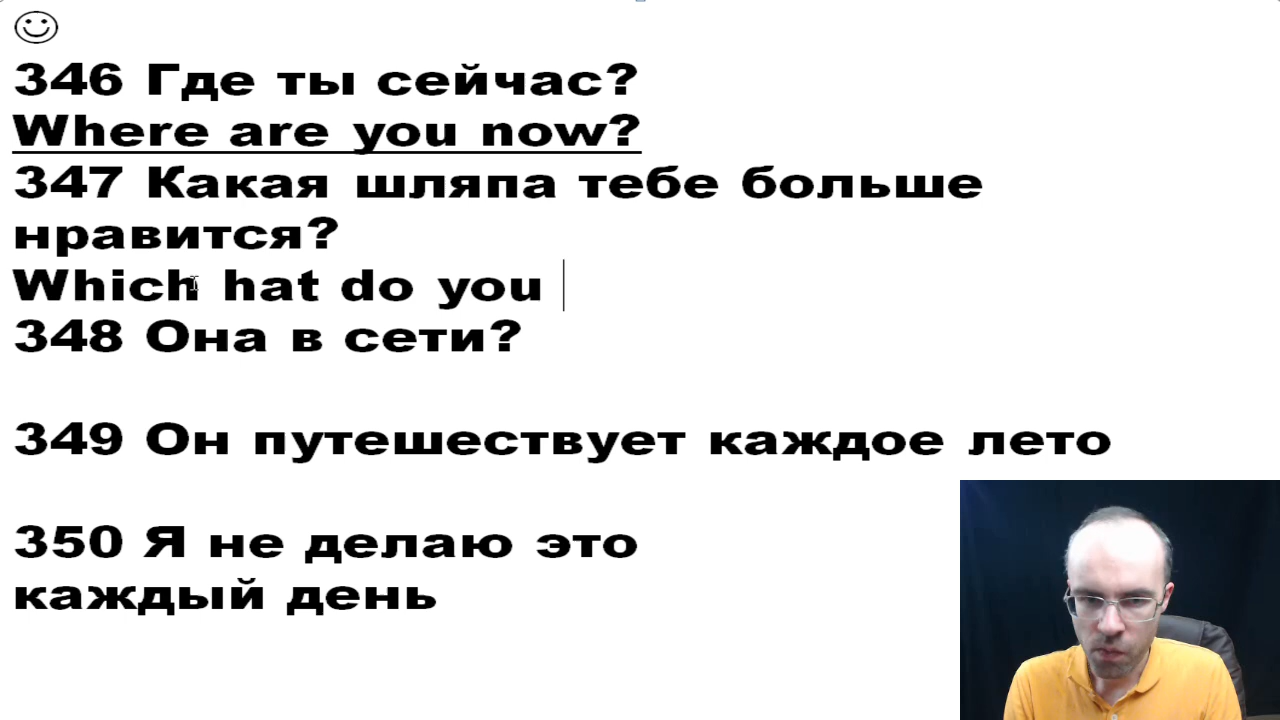 346 Где ты сейчас?
Where are you now?
347 Какая шляпа тебе больше
нравится?
Which hat do you
348 Она в сети?
349 Он путешествует каждое лето
350 Я не делаю это
каждый день